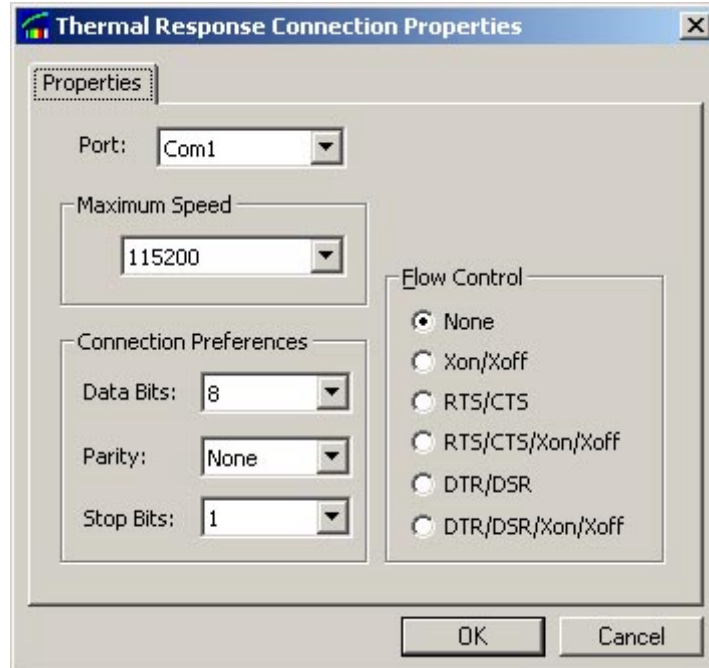 Thermal Response Connection Properties
Properties
Port: Com1
Maximum Speed
115200
Connection Preferences
Data Bits: 8
Parity: None
Stop Bits: 1
Flow Control
None
Xon/Xoff
RTS/CTS
RTS/CTS/Xon/Xoff
DTR/DSR
DTR/DSR/Xon/Xoff
OK Cancel